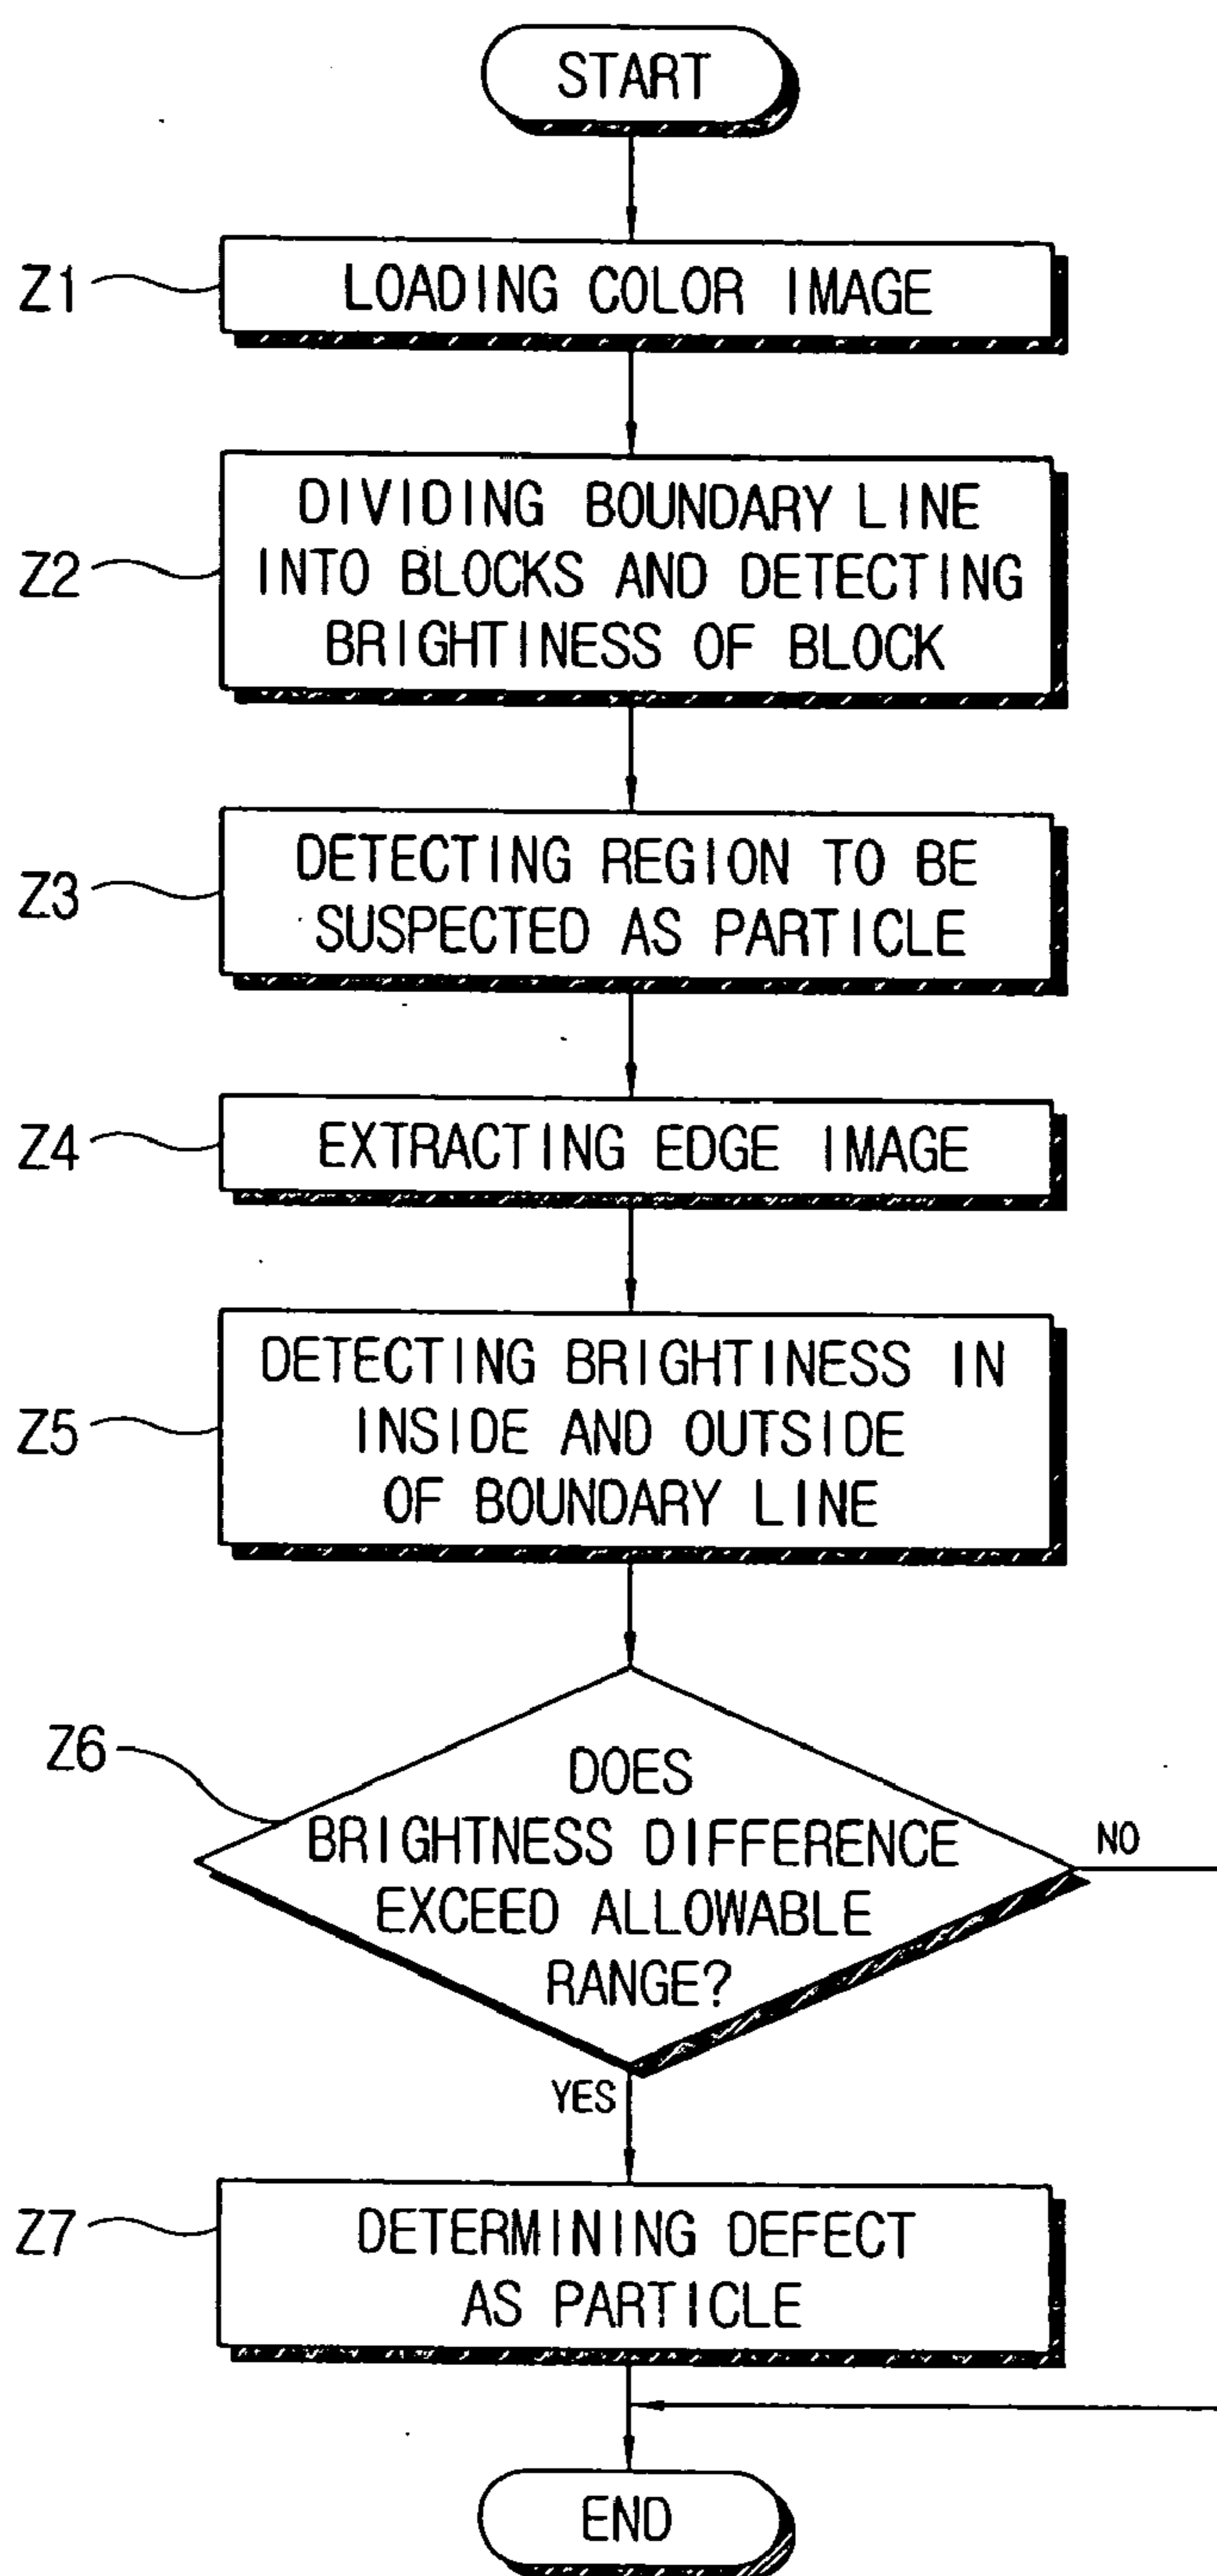 START
Z1
LOADING COLOR IMAGE
Z2
DIVIDING BOUNDARY LINE
INTO BLOCKS AND DETECTING
BRIGHTINESS OF BLOCK
Z3
DETECTING REGION TO BE
SUSPECTED AS PARTICLE
Z4
EXTRACTING EDGE IMAGE
Z5
DETECTING BRIGHTINESS IN
INSIDE AND OUTSIDE
OF BOUNDARY LINE
Z6
DOES
BRIGHTNESS DIFFERENCE
EXCEED ALLOWABLE
RANGE?
NO
YES
Z7
DETERMINING DEFECT
AS PARTICLE
END